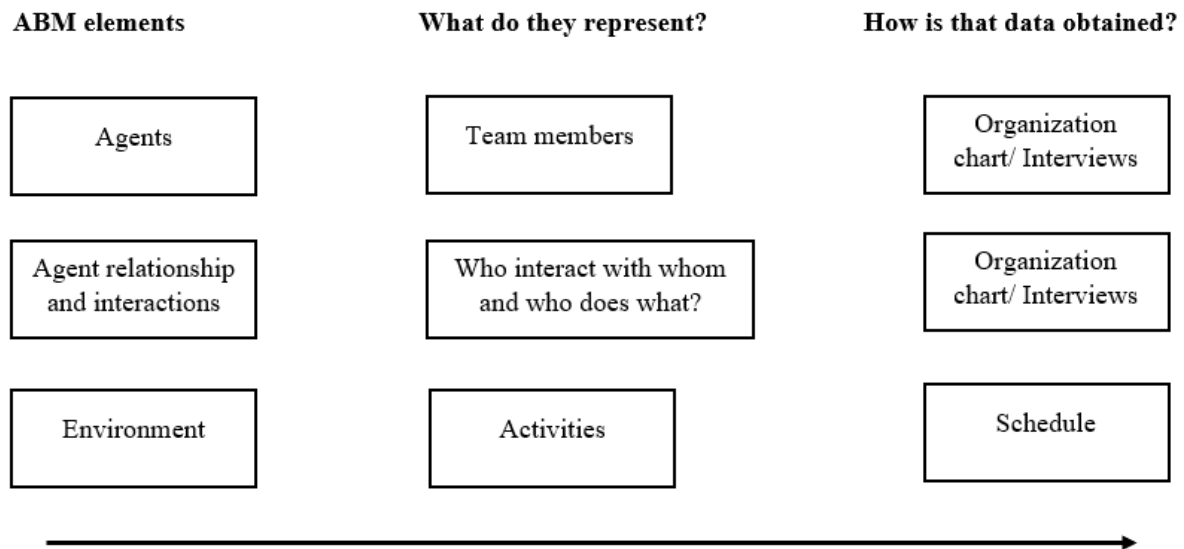 ABM elements
What do they represent?
How is that data obtained?
Agents
Team members
Organization
chart/ Interviews
Agent relationship
and interactions
Who interact with whom
and who does what?
Organization
chart/ Interviews
Environment
Activities
Schedule